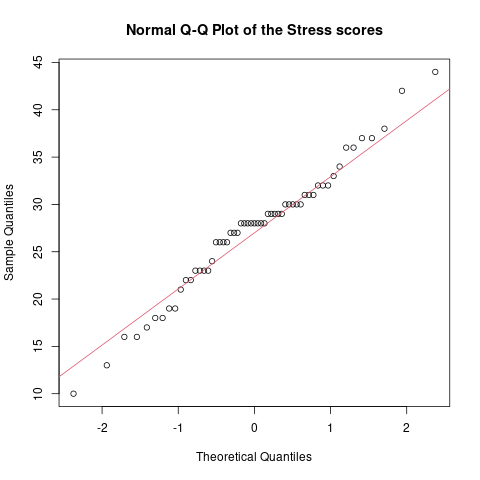 Normal Q-Q Plot of the Stress scores
45
40
35
30
25
20
15
10
Sample Quantiles
-2 -1 0 1 2
Theoretical Quantiles